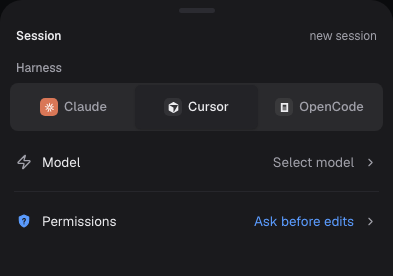 Session new session
Harness
Claude Cursor OpenCode
Model Select model
Permissions Ask before edits